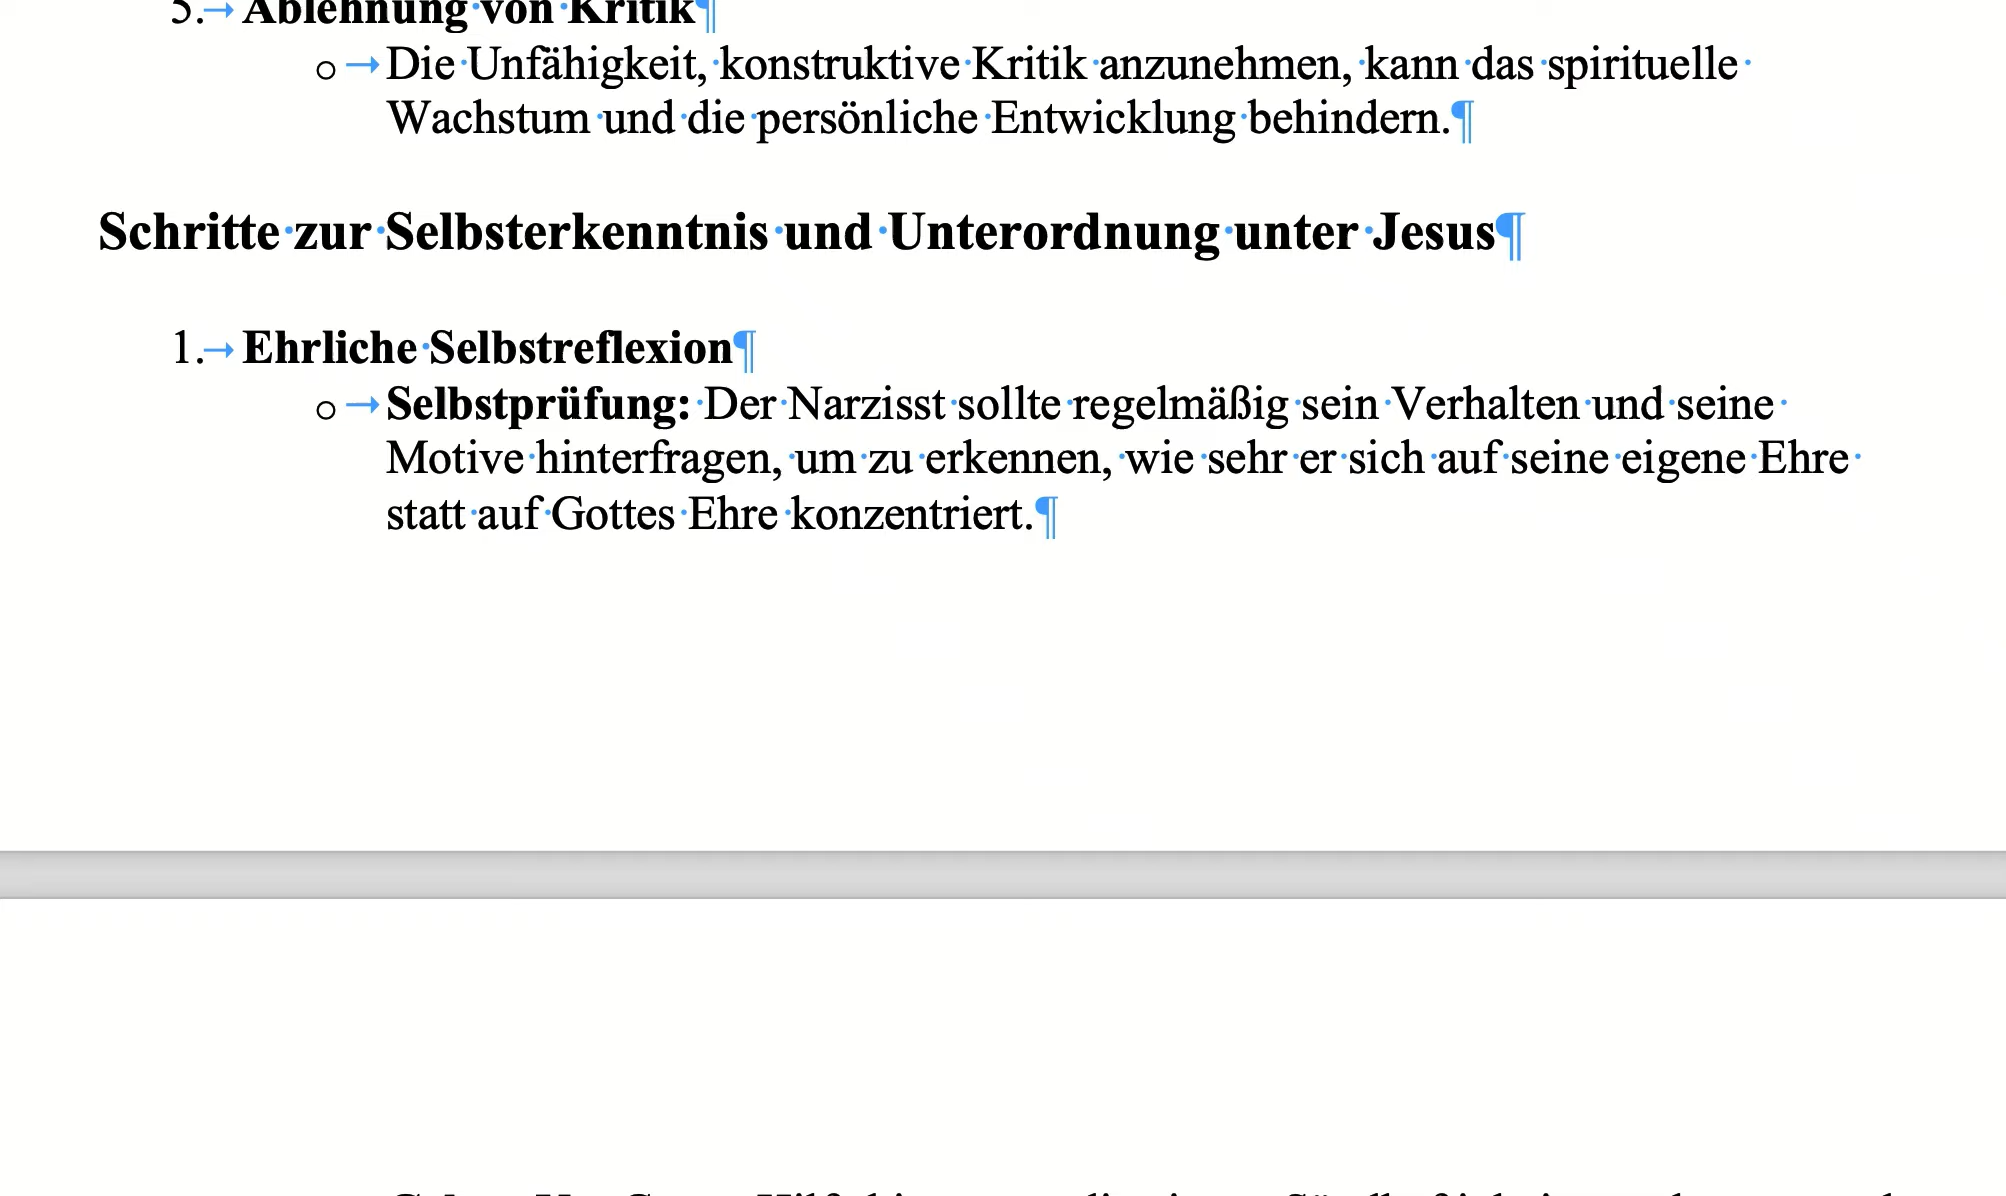 5. Ablehnung von Kritik
o Die Unfähigkeit, konstruktive Kritik anzunehmen, kann das spirituelle
Wachstum und die persönliche Entwicklung behindern.
Schritte zur Selbsterkenntnis und Unterordnung unter Jesus
1. Ehrliche Selbstreflexion
o Selbstprüfung: Der Narzisst sollte regelmäßig sein Verhalten und seine
Motive hinterfragen, um zu erkennen, wie sehr er sich auf seine eigene Ehre
statt auf Gottes Ehre konzentriert.